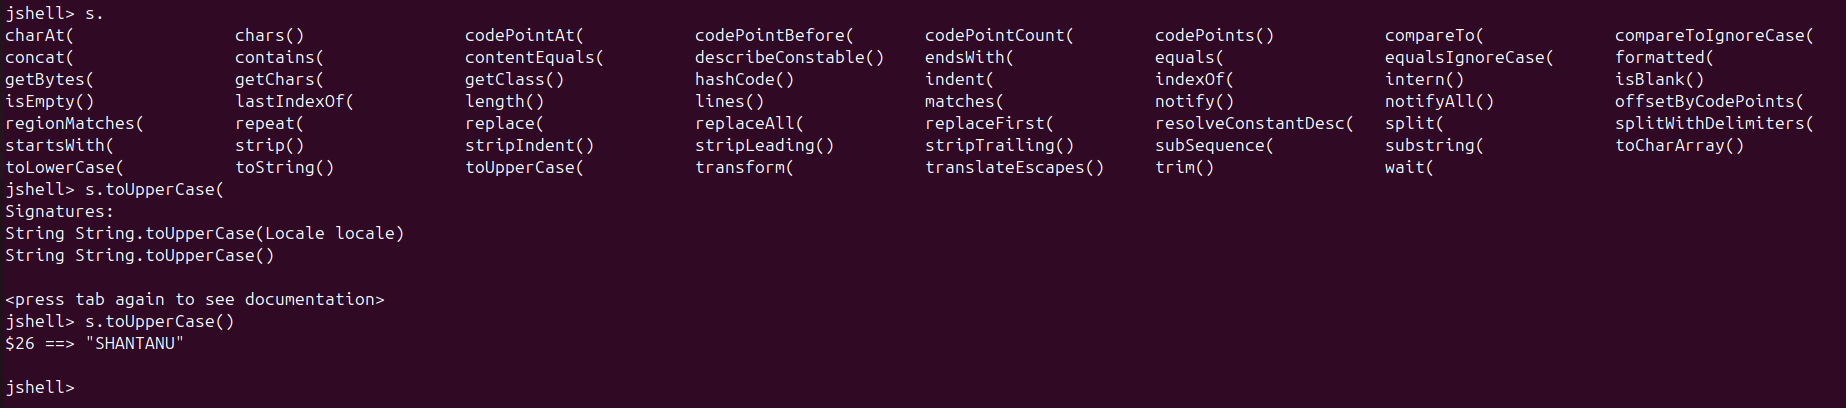 jshell> s.
charAt( chars() codePointAt( codePointBefore( codePointCount( codePoints() compareTo( compareToIgnoreCase(
concat( contains( contentEquals( describeConstable() endsWith( equals( equalsIgnoreCase( formatted(
getBytes( getChars( getClass() hashCode() indent( indexOf( intern() isBlank()
isEmpty() lastIndexOf( length() lines() matches( notify() notifyAll() offsetByCodePoints(
regionMatches( repeat( replace( replaceAll( replaceFirst( resolveConstantDesc( split( splitWithDelimiters(
startsWith( strip() stripIndent() stripLeading() stripTrailing() subSequence( substring( toCharArray()
toLowerCase( toString() toUpperCase( transform( translateEscapes() trim() wait(
jshell> s.toUpperCase(
Signatures:
String String.toUpperCase(Locale locale)
String String.toUpperCase()
<press tab again to see documentation>
jshell> s.toUpperCase()
$26 ==> "SHANTANU"
jshell>